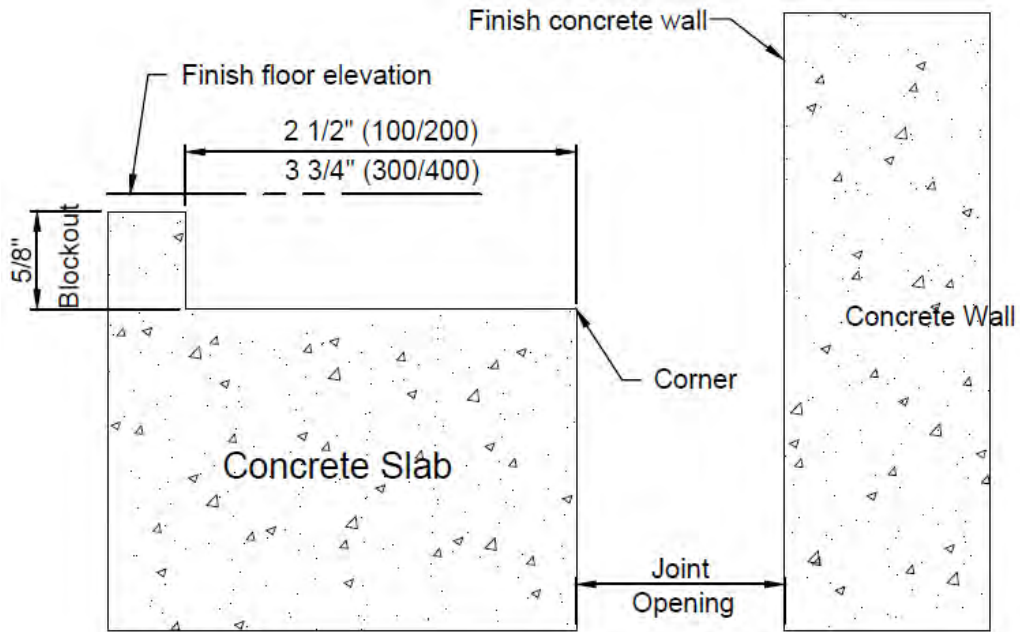 Finish concrete wall
Finish floor elevation
2 1/2" (100/200)
3 3/4" (300/400)
5/8"
Blockout
Concrete Wall
Corner
Concrete Slab
Joint
Opening